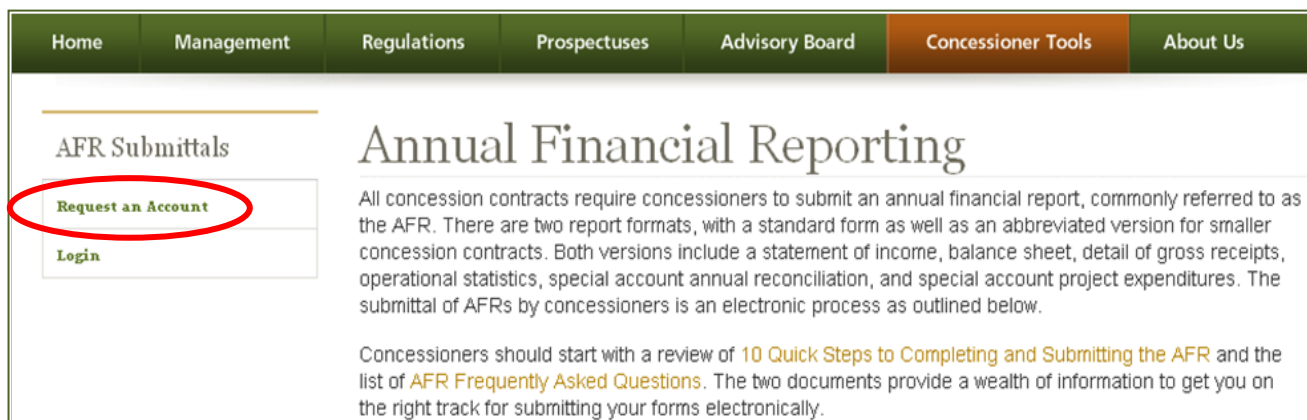 Home Management Regulations Prospectuses Advisory Board Concessioner Tools About Us
AFR Submittals
Request an Account
Login
Annual Financial Reporting
All concession contracts require concessioners to submit an annual financial report, commonly referred to as
the AFR. There are two report formats, with a standard form as well as an abbreviated version for smaller
concession contracts. Both versions include a statement of income, balance sheet, detail of gross receipts,
operational statistics, special account annual reconciliation, and special account project expenditures. The
submittal of AFRs by concessioners is an electronic process as outlined below.
Concessioners should start with a review of 10 Quick Steps to Completing and Submitting the AFR and the
list of AFR Frequently Asked Questions. The two documents provide a wealth of information to get you on
the right track for submitting your forms electronically.